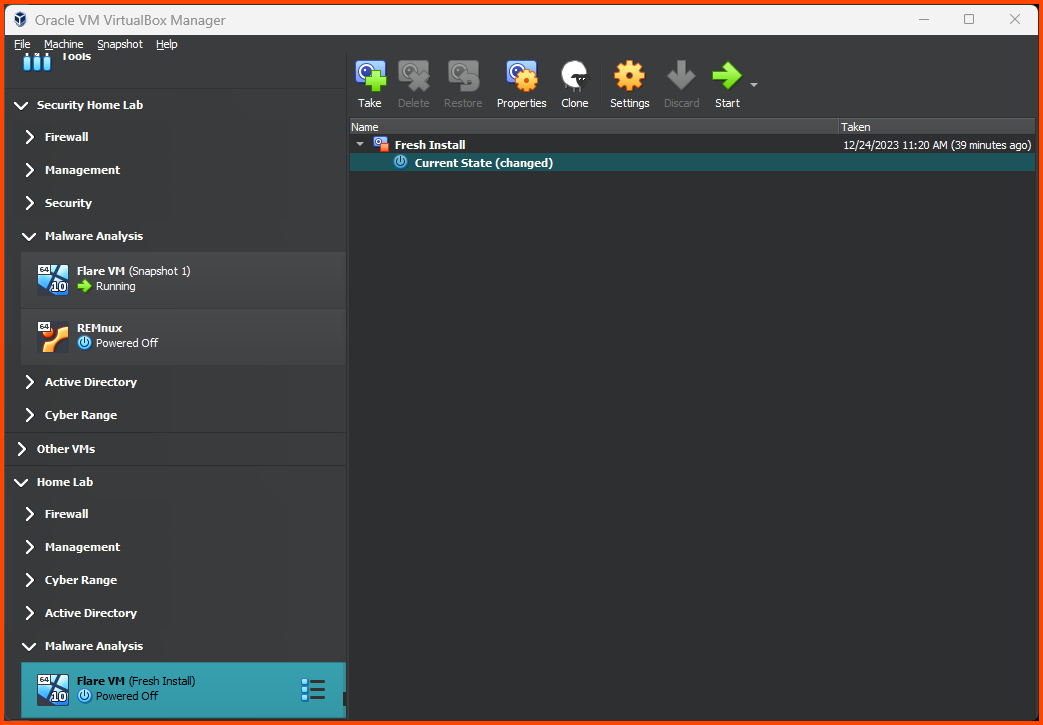 Oracle VM VirtualBox Manager
File Machine Snapshot Help
Tools
Security Home Lab
Firewall
Management
Security
Malware Analysis
64
10
Flare VM (Snapshot 1)
Running
64
REMnux
Powered Off
Active Directory
Cyber Range
Other VMs
Home Lab
Firewall
Management
Cyber Range
Active Directory
Malware Analysis
64
10
Flare VM (Fresh Install)
Powered Off
Take Delete Restore Properties Clone Settings Discard Start
Name Taken
Fresh Install 12/24/2023 11:20 AM (39 minutes ago)
Current State (changed)